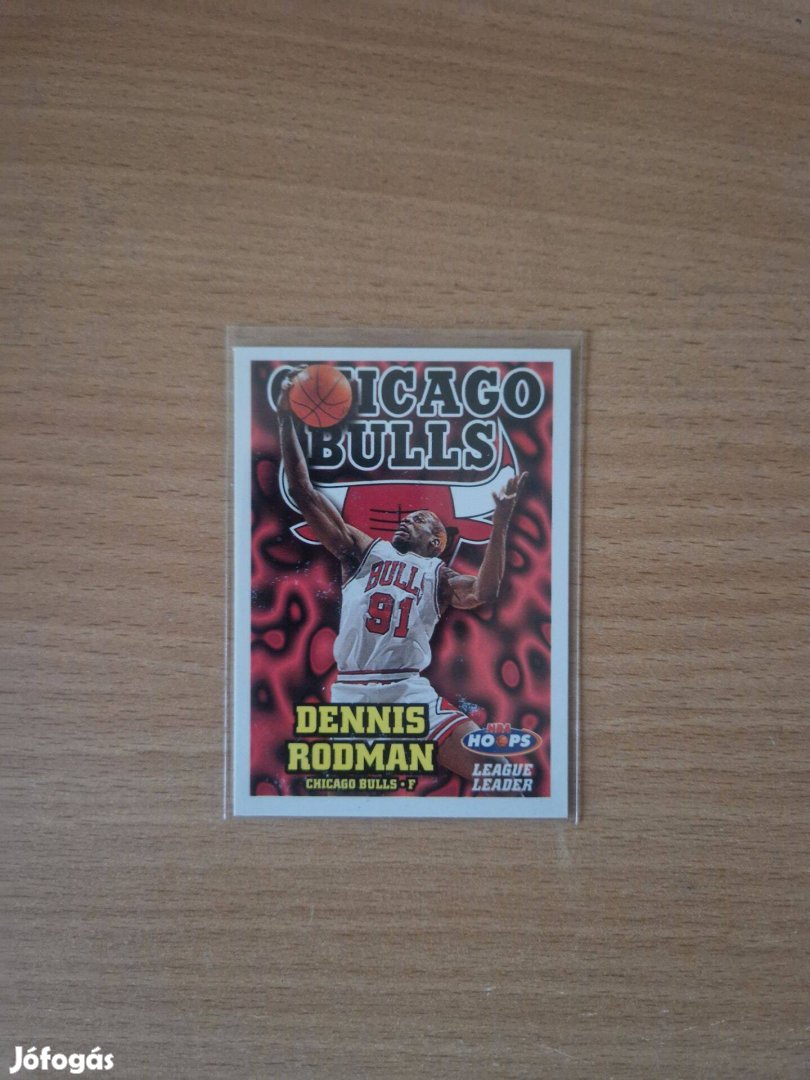 CHICAGO
BULLS
BULLS
91
DENNIS
RODMAN
CHICAGO BULLS • F
NBA
HOOPS
LEAGUE
LEADER
Jófogás